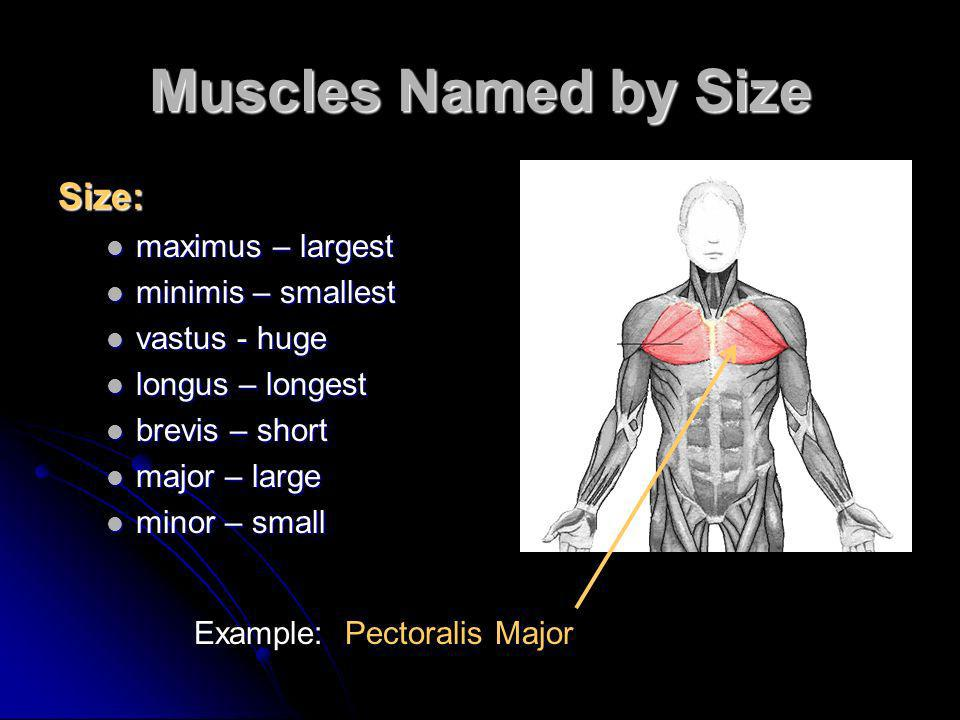 Muscles Named by Size
Size:
maximus – largest
minimis – smallest
vastus - huge
longus – longest
brevis – short
major – large
minor – small
Example: Pectoralis Major